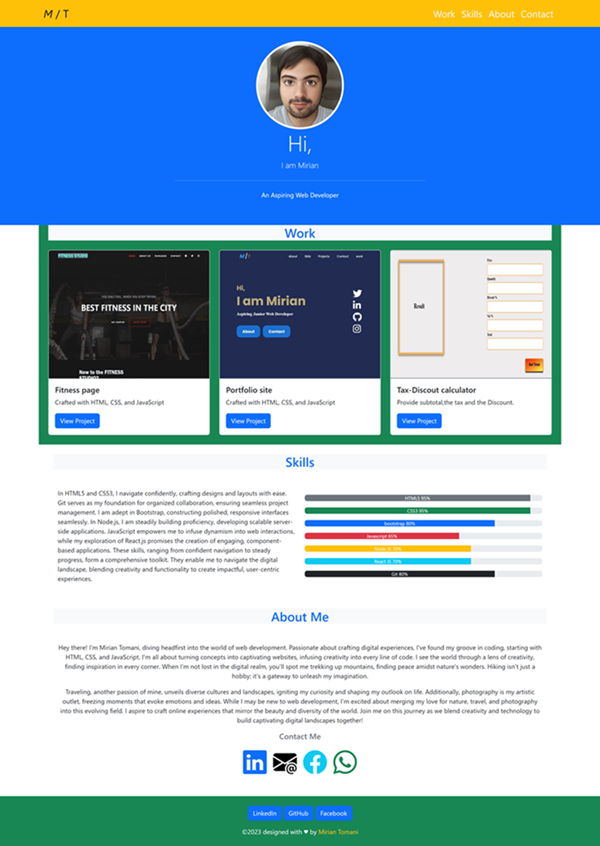 M / T
Work Skills About Contact
Hi,
I am Mirian
An Aspiring Web Developer
Work
FITNESS STUDIO
BEST FITNESS IN THE CITY
New to the FITNESS
STUDIO?
Fitness page
Crafted with HTML, CSS, and JavaScript
View Project
M/T
About Skils Projects Contact work
Hi,
I am Mirian
Aspiring Junior Web Developer
About
Contact
Portfolio site
Crafted with HTML, CSS, and JavaScript
View Project
Result
Tax-Discout calculator
Provide subtotal,the tax and the Discount.
View Project
Skills
In HTML5 and CSS3, I navigate confidently, crafting designs and layouts with ease.
Git serves as my foundation for organized collaboration, ensuring seamless project
management. I am adept in Bootstrap, constructing polished, responsive interfaces
seamlessly. In Node.js, I am steadily building proficiency, developing scalable server-
side applications. JavaScript empowers me to infuse dynamism into web interactions,
while my exploration of React.js promises the creation of engaging, component-
based applications. These skills, ranging from confident navigation to steady
progress, form a comprehensive toolkit. They enable me to navigate the digital
landscape, blending creativity and functionality to create impactful, user-centric
experiences.
HTML5 95%
CSS3 95%
bootstrap 80%
Javascript 65%
Node JS 70%
React JS 70%
Git 80%
About Me
Hey there! I'm Mirian Tomani, diving headfirst into the world of web development. Passionate about crafting digital experiences, I've found my groove in coding, starting
with HTML, CSS, and JavaScript. I'm all about turning concepts into captivating websites, infusing creativity into every line of code. I see the world through a lens of creativity,
finding inspiration in every corner. When I'm not lost in the digital realm, you'll spot me trekking up mountains, finding peace amidst nature's wonders. Hiking isn't just a
hobby; it's a gateway to unleash my imagination.
Traveling, another passion of mine, unveils diverse cultures and landscapes, igniting my curiosity and shaping my outlook on life. Additionally, photography is my artistic
outlet, freezing moments that evoke emotions and ideas. While I may be new to web development, I'm excited about merging my love for nature, travel, and photography
into this evolving field. I aspire to craft online experiences that mirror the beauty and diversity of the world. Join me on this journey as we blend creativity and technology to
build captivating digital landscapes together!
Contact Me
LinkedIn GitHub Facebook
©2023 designed with ♥ by Mirian Tomani